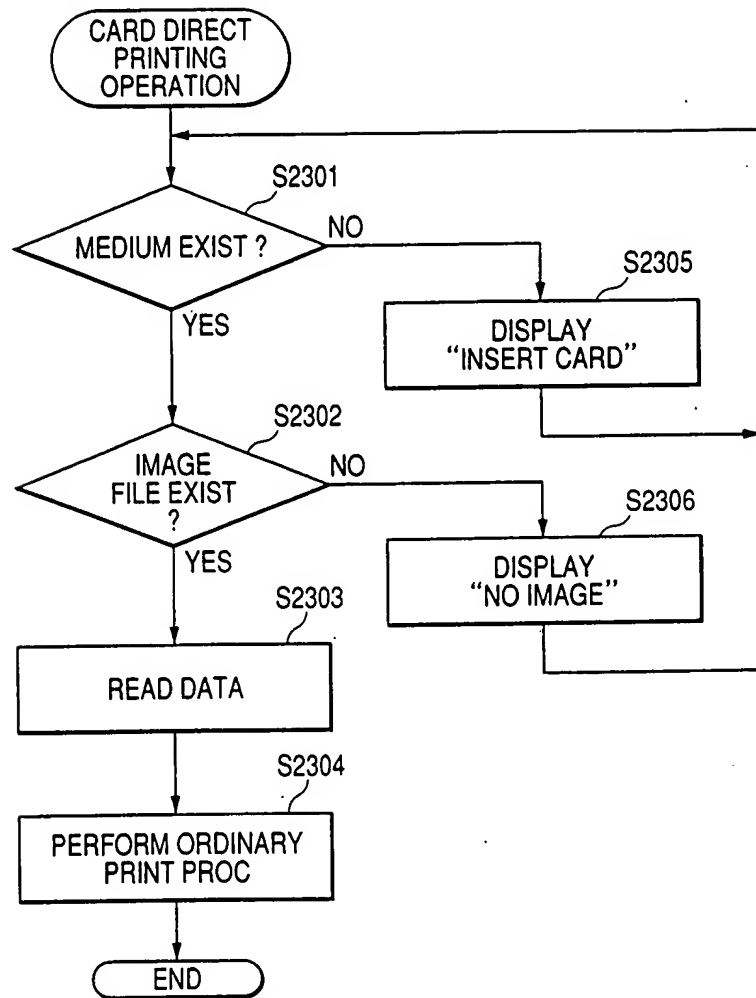 CARD DIRECT
PRINTING
OPERATION
S2301
MEDIUM EXIST ?
NO
YES
S2305
DISPLAY
“INSERT CARD”
S2302
IMAGE
FILE EXIST
?
NO
YES
S2306
DISPLAY
“NO IMAGE”
S2303
READ DATA
S2304
PERFORM ORDINARY
PRINT PROC
END